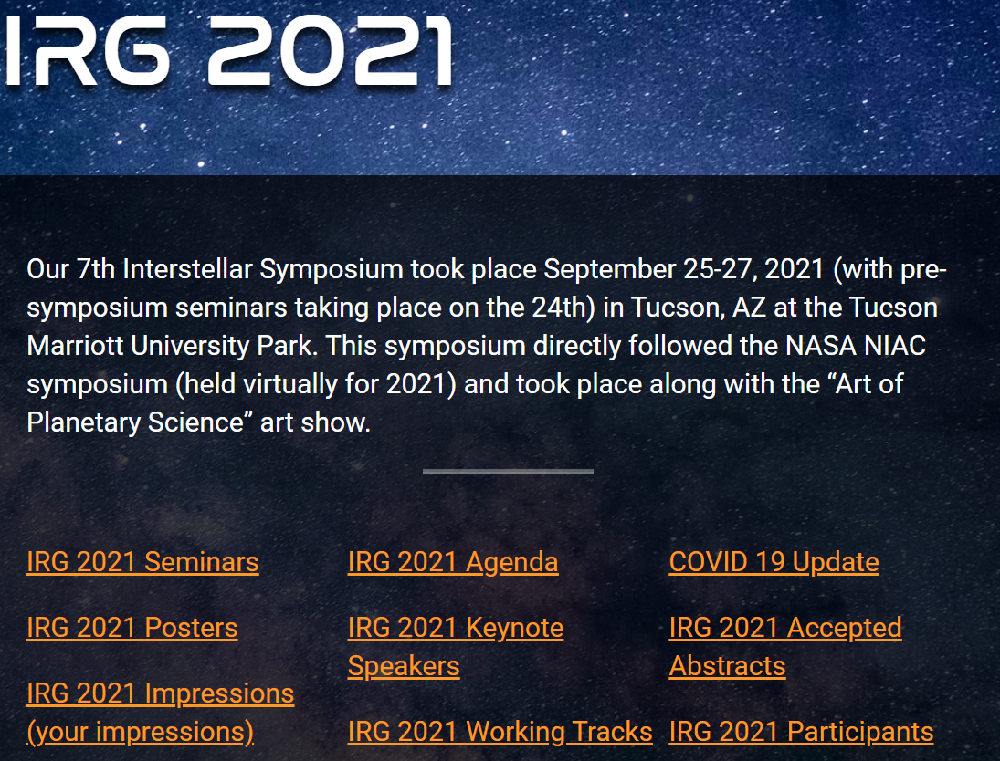 IRG 2021
Our 7th Interstellar Symposium took place September 25-27, 2021 (with pre-
symposium seminars taking place on the 24th) in Tucson, AZ at the Tucson
Marriott University Park. This symposium directly followed the NASA NIAC
symposium (held virtually for 2021) and took place along with the “Art of
Planetary Science” art show.
IRG 2021 Seminars
IRG 2021 Posters
IRG 2021 Impressions
(your impressions)
IRG 2021 Agenda
IRG 2021 Keynote
Speakers
IRG 2021 Working Tracks
COVID 19 Update
IRG 2021 Accepted
Abstracts
IRG 2021 Participants